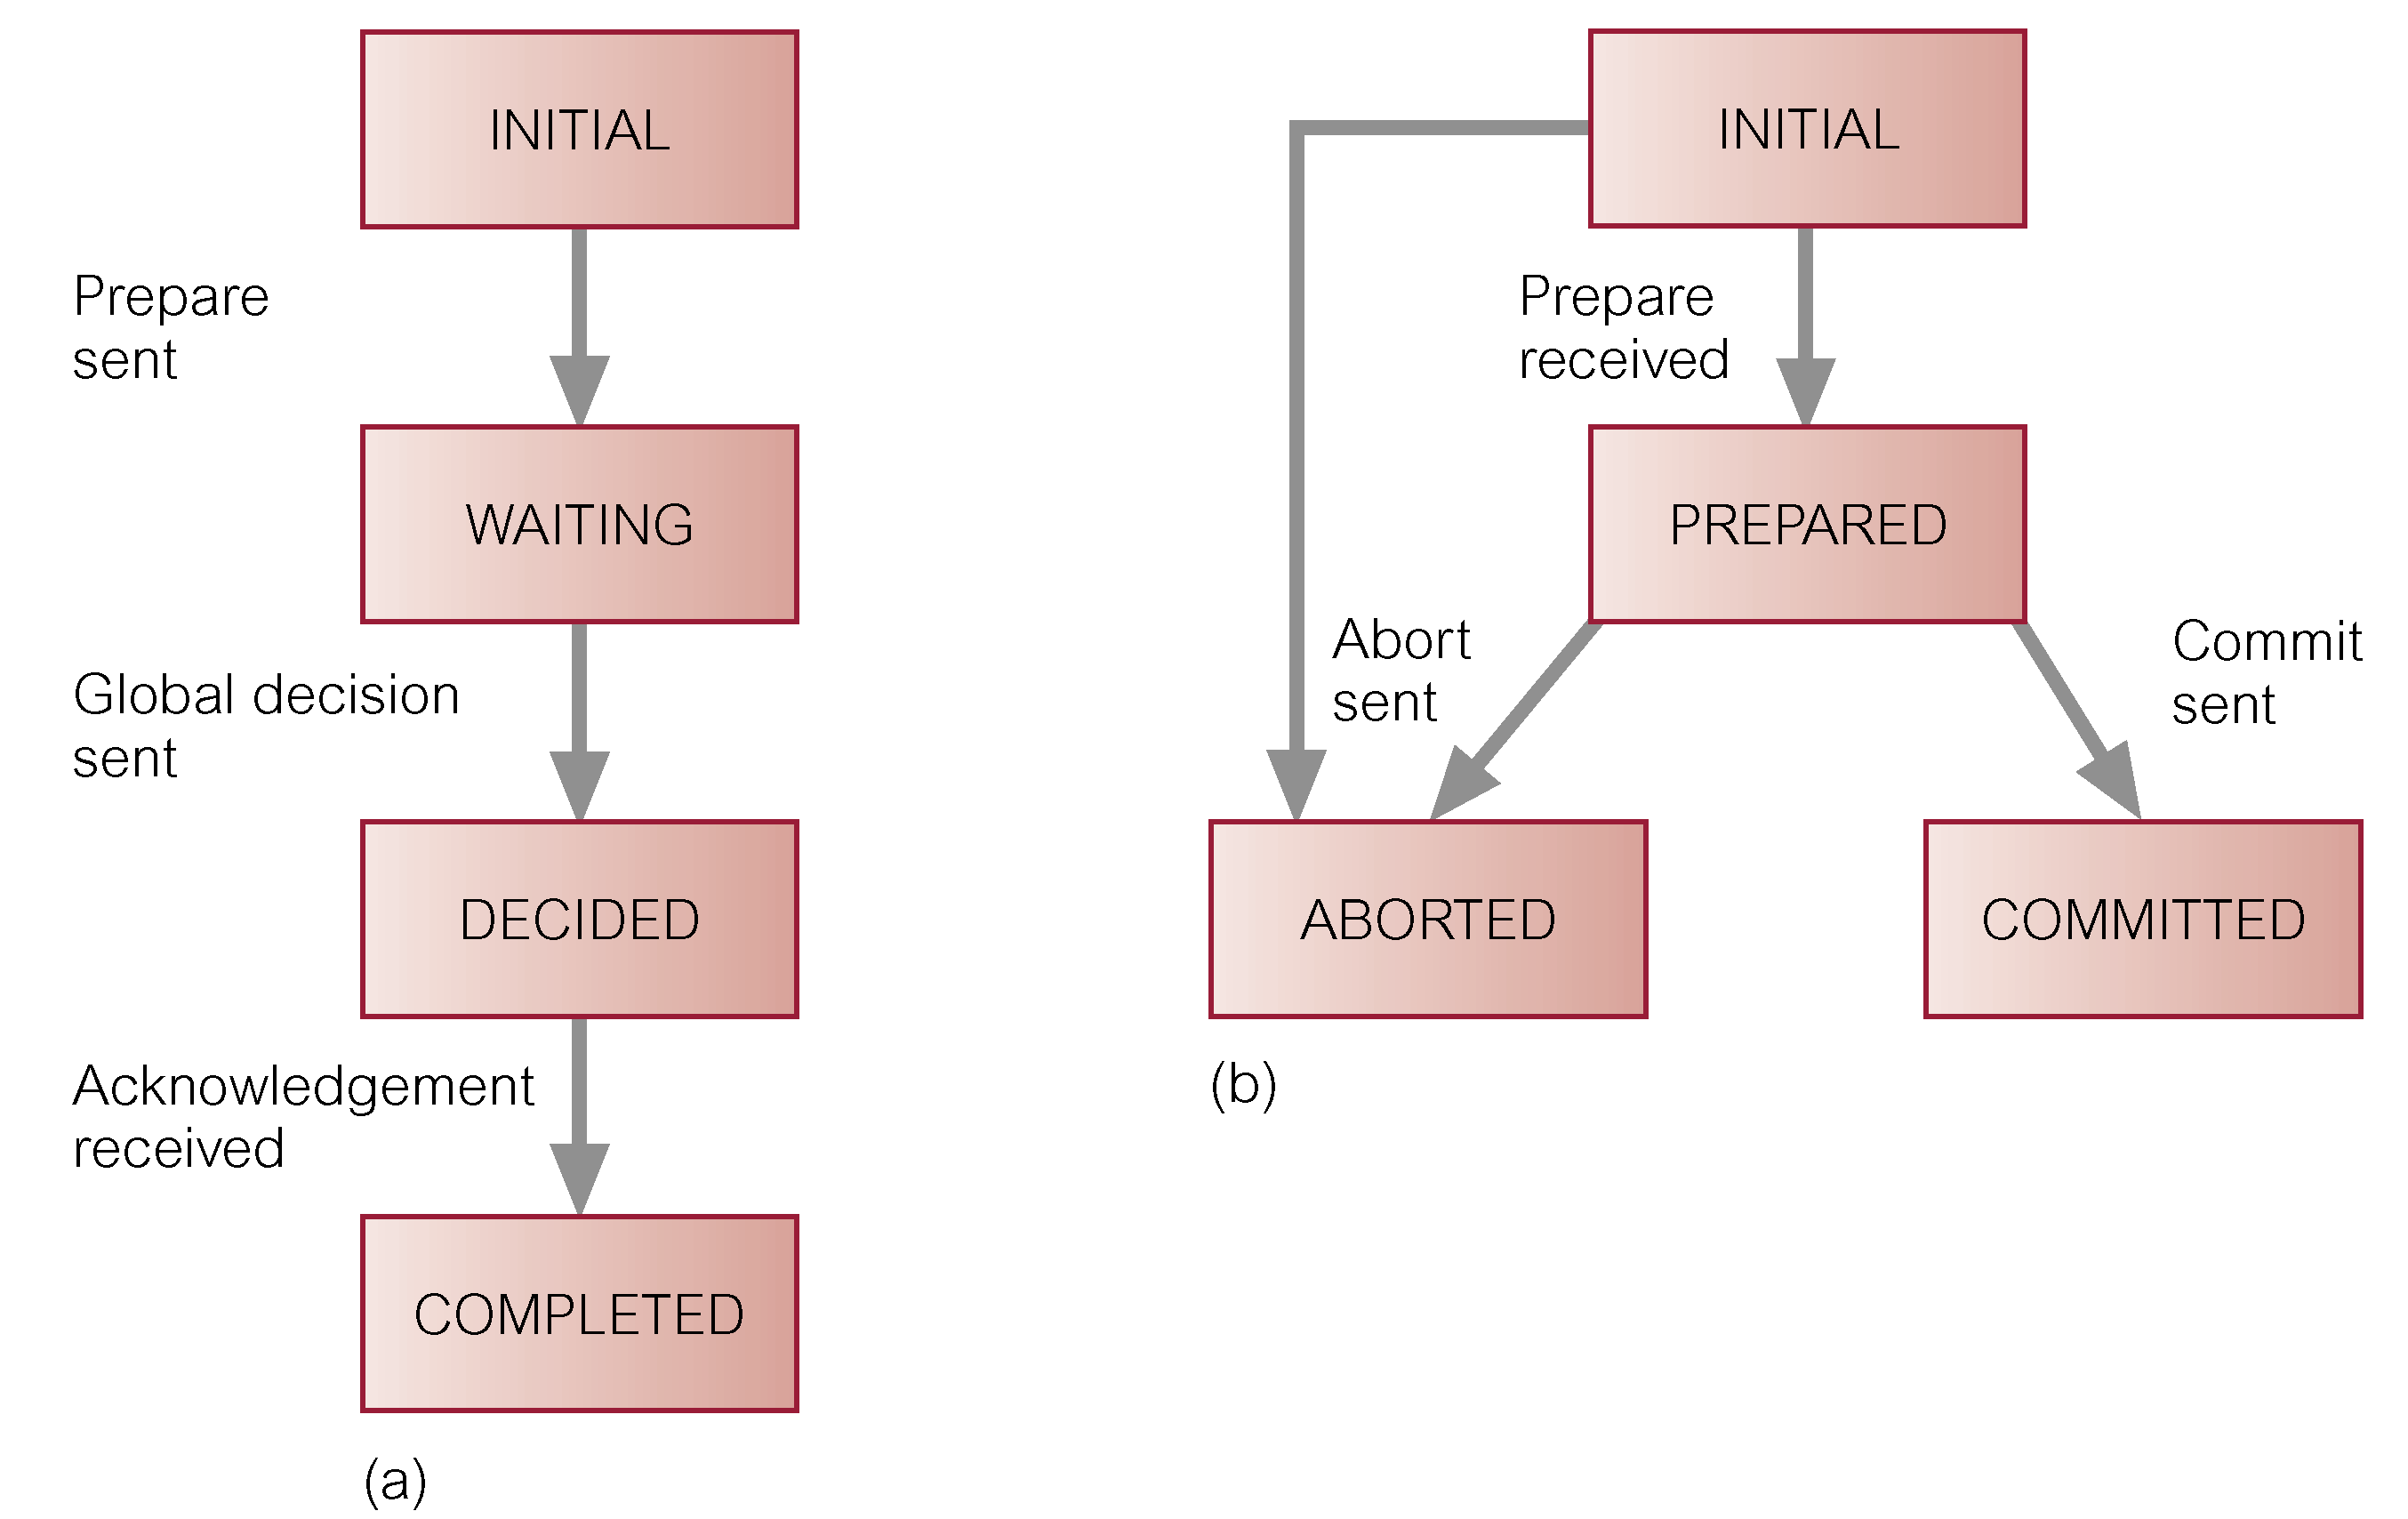 INITIAL
Prepare
sent
WAITING
Global decision
sent
DECIDED
Acknowledgement
received
COMPLETED
(a)
INITIAL
Prepare
received
PREPARED
Abort
sent
Commit
sent
ABORTED
COMMITTED
(b)